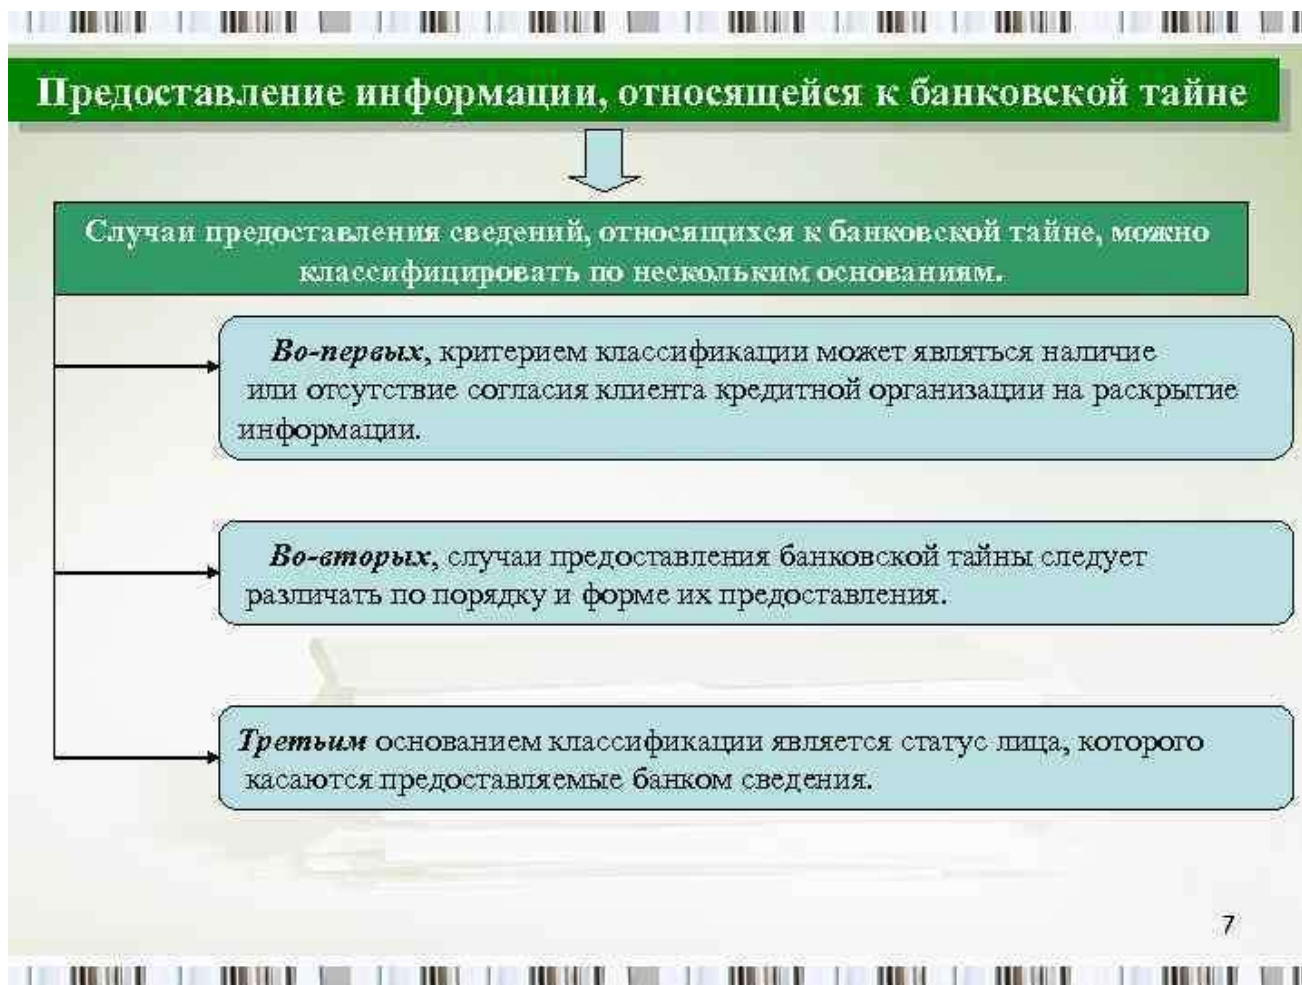 Предоставление информации, относящейся к банковской тайне
Случаи предоставления сведений, относящихся к банковской тайне, можно
классифицировать по нескольким основаниям.
Во-первых, критерием классификации может являться наличие
или отсутствие согласия клиента кредитной организации на раскрытие
информации.
Во-вторых, случаи предоставления банковской тайны следует
различать по порядку и форме их предоставления.
Третьим основанием классификации является статус лица, которого
касаются предоставляемые банком сведения.
7